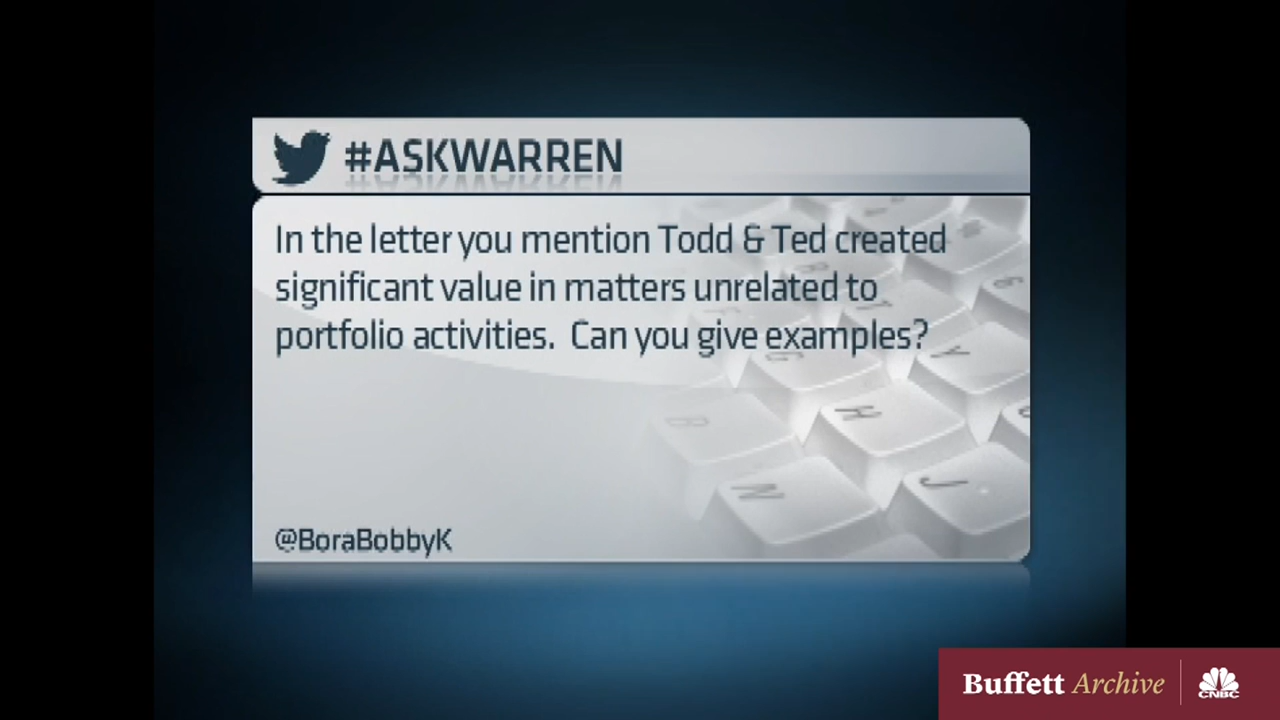 #ASKWARREN
In the letter you mention Todd & Ted created
significant value in matters unrelated to
portfolio activities.  Can you give examples?
@BoraBobbyK
G
Y
B
H
N
J
Buffett Archive
CNBC